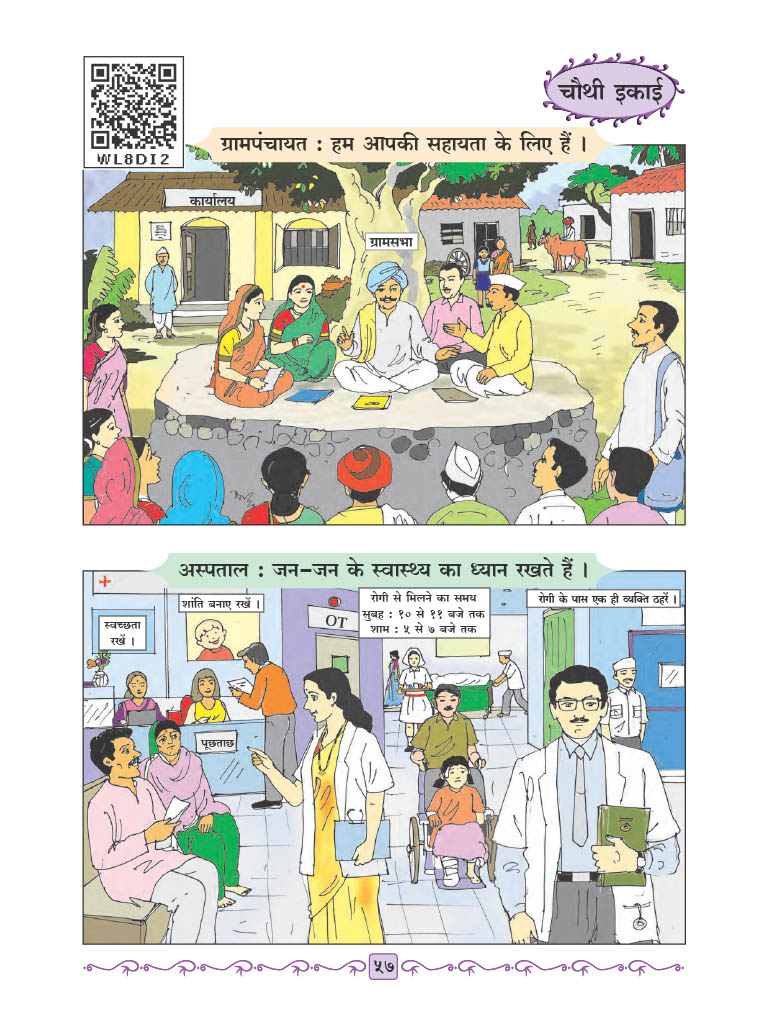 चौथी इकाई
WL8DI2
ग्रामपंचायत : हम आपकी सहायता के लिए हैं ।
कार्यालय
ग्रामसभा
अस्पताल : जन-जन के स्वास्थ्य का ध्यान रखते हैं ।
स्वच्छता
रखें ।
शांति बनाए रखें ।
OT
रोगी से मिलने का समय
सुबह : १० से ११ बजे तक
शाम : ५ से ७ बजे तक
रोगी के पास एक ही व्यक्ति ठहरें ।
पूछताछ
५७